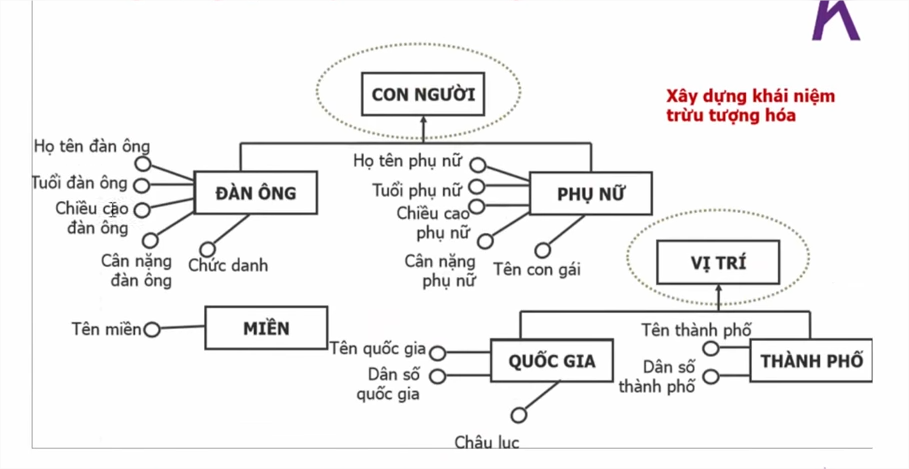 CON NGƯỜI
Xây dựng khái niệm
trừu tượng hóa
Họ tên đàn ông
Tuổi đàn ông
Chiều cao
đàn ông
Cân nặng
đàn ông
Chức danh
ĐÀN ÔNG
Họ tên phụ nữ
Tuổi phụ nữ
Chiều cao
phụ nữ
Cân nặng
phụ nữ
Tên con gái
PHỤ NỮ
VỊ TRÍ
Tên miền
MIỀN
Tên quốc gia
Dân số
quốc gia
Châu lục
QUỐC GIA
Tên thành phố
Dân số
thành phố
THÀNH PHỐ